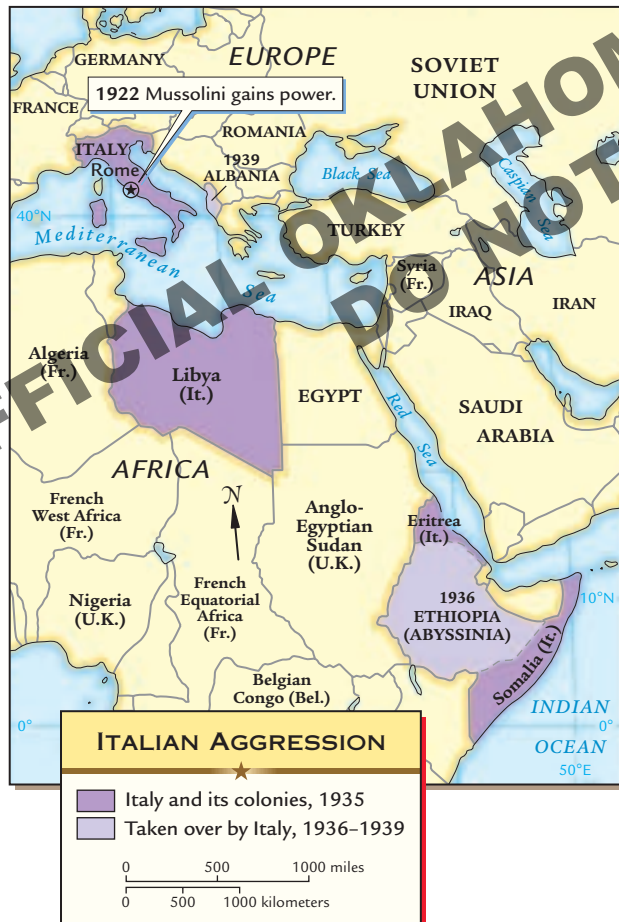 EUROPE
GERMANY
SOVIET
UNION
1922 Mussolini gains power.
FRANCE
ROMANIA
ITALY
Rome
1939
ALBANIA
Black Sea
Caspian
Sea
40°N
Mediterranean
Sea
TURKEY
Syria
(Fr.)
ASIA
IRAQ
IRAN
Algeria
(Fr.)
Libya
(It.)
EGYPT
Red
Sea
SAUDI
ARABIA
AFRICA
N
French
West Africa
(Fr.)
Anglo-
Egyptian
Sudan
(U.K.)
Eritrea
(It.)
Nigeria
(U.K.)
French
Equatorial
Africa
(Fr.)
1936
ETHIOPIA
(ABYSSINIA)
10°N
Somalia (It.)
Belgian
Congo (Bel.)
INDIAN
OCEAN
0°
0°
50°E
ITALIAN AGGRESSION
Italy and its colonies, 1935
Taken over by Italy, 1936–1939
0 500 1000 miles
0 500 1000 kilometers
FFICIAL OKLAHOM
DO NOT